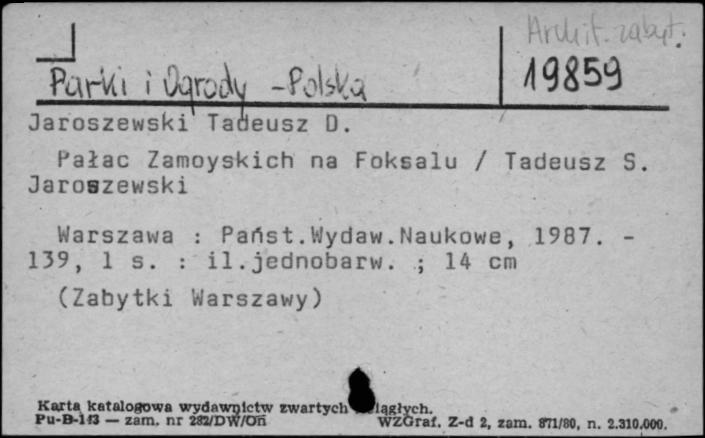 Archit. zabyt.
Parki i Ogrody - Polska
19859
Jaroszewski Tadeusz D.
Pałac Zamoyskich na Foksalu / Tadeusz S.
Jaroszewski
Warszawa : Państ.Wydaw.Naukowe, 1987. -
139, 1 s. : il.jednobarw. ; 14 cm
(Zabytki Warszawy)
Karta katalogowa wydawnictw zwartych i ciągłych.
Pu-B-143 — zam. nr 282/DW/Oń
WZGraf. Z-d 2, zam. 871/80, n. 2.310.000.